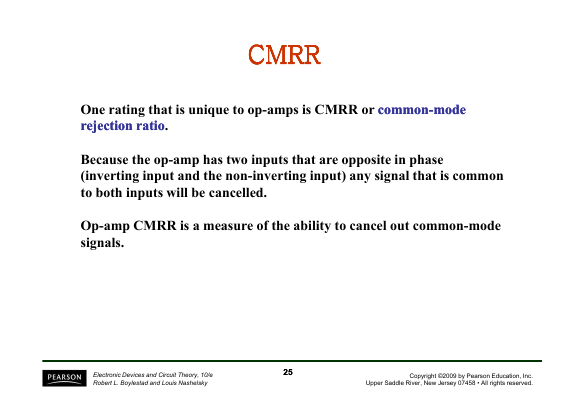 CMRR
One rating that is unique to op-amps is CMRR or common-mode
rejection ratio.
Because the op-amp has two inputs that are opposite in phase
(inverting input and the non-inverting input) any signal that is common
to both inputs will be cancelled.
Op-amp CMRR is a measure of the ability to cancel out common-mode
signals.
PEARSON
Electronic Devices and Circuit Theory, 10/e
Robert L. Boylestad and Louis Nashelsky
25
Copyright ©2009 by Pearson Education, Inc.
Upper Saddle River, New Jersey 07458 • All rights reserved.